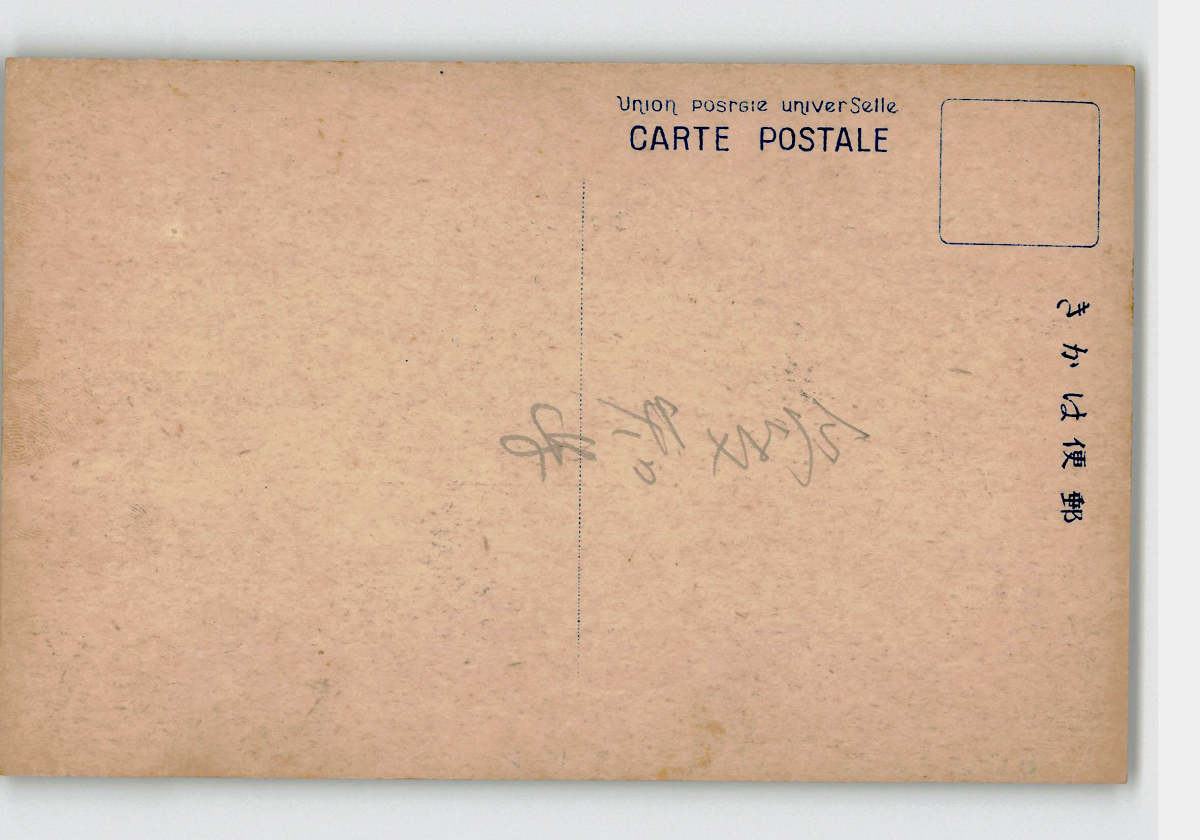 Union posrGie univerSelle
CARTE POSTALE
きかは便郵